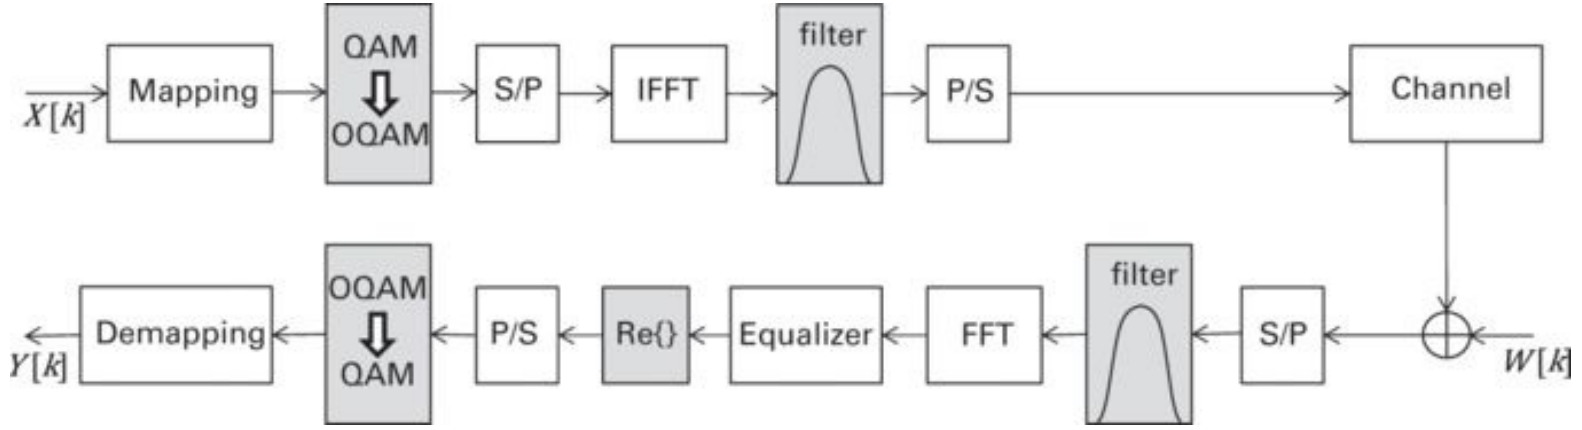 X[k]
Mapping
QAM
OQAM
S/P
IFFT
filter
P/S
Channel
W[k]
S/P
filter
FFT
Equalizer
Re{}
P/S
OQAM
QAM
Demapping
Y[k]